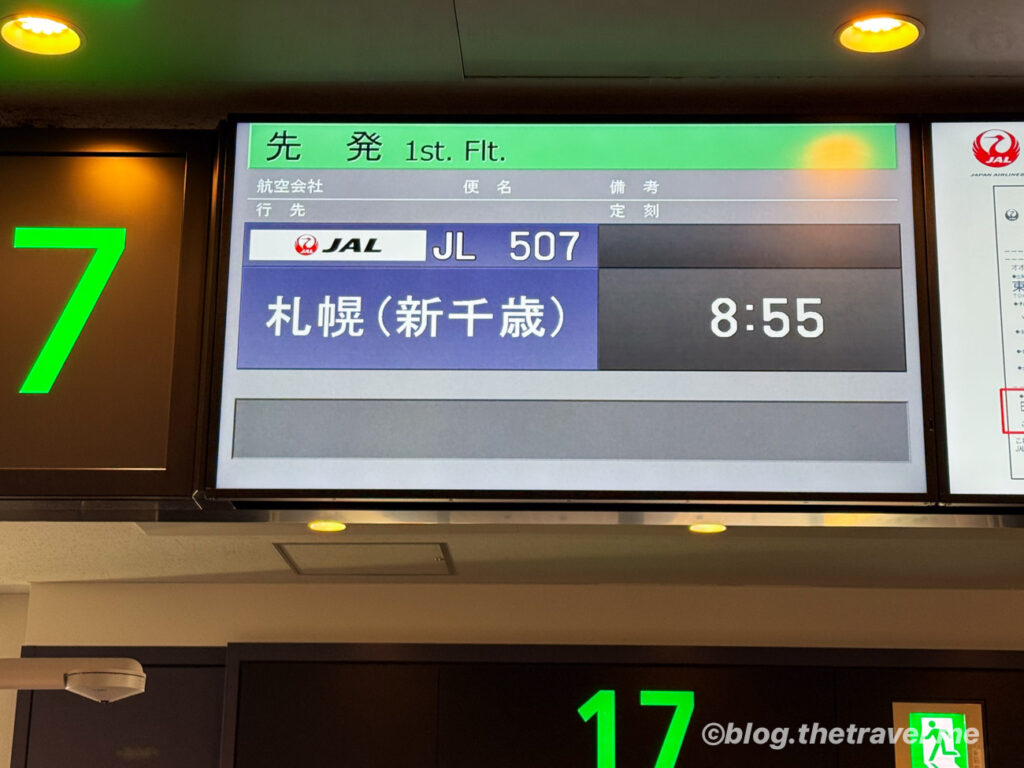 7
先 発 1st. Flt.
航空会社 便 名 備 考
行 先 定 刻
JAL JL 507
札幌(新千歳) 8:55
JAL
JAPAN AIRLINES
17
©blog.thetravel.me